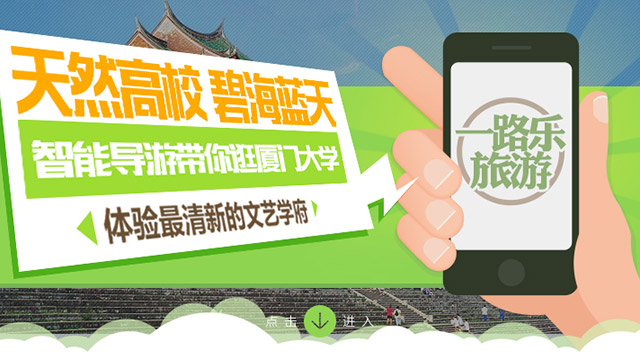 天然高校 碧海蓝天
智能导游带你逛厦门大学
体验最清新的文艺学府
一路乐
旅游
点击 进入